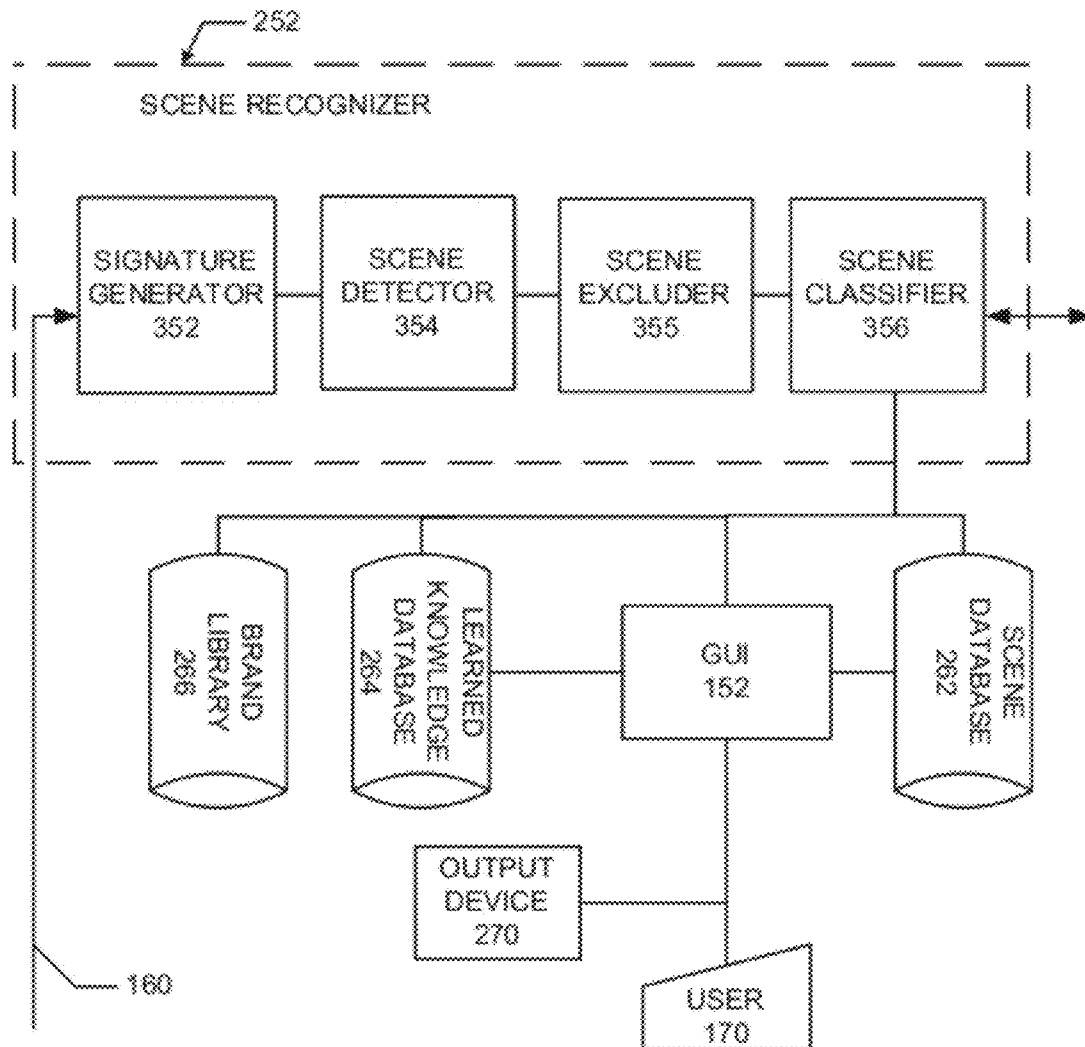 252
SCENE RECOGNIZER
SIGNATURE
GENERATOR
352
SCENE
DETECTOR
354
SCENE
EXCLUDER
355
SCENE
CLASSIFIER
356
BRAND
LIBRARY
266
LEARNED
KNOWLEDGE
DATABASE
264
GUI
152
SCENE
DATABASE
262
OUTPUT
DEVICE
270
160
USER
170